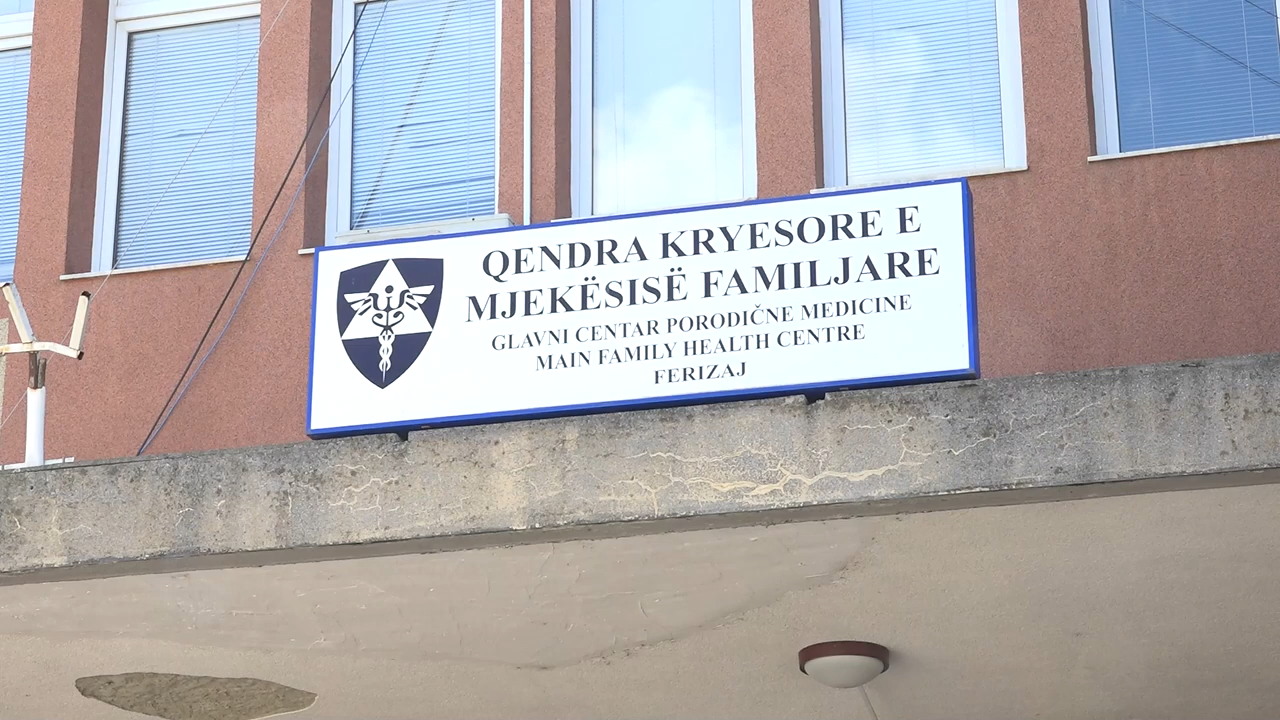 QENDRA KRYESORE E
MJEKËSISË FAMILJARE
GLAVNI CENTAR PORODIČNE MEDICINE
MAIN FAMILY HEALTH CENTRE
FERIZAJ